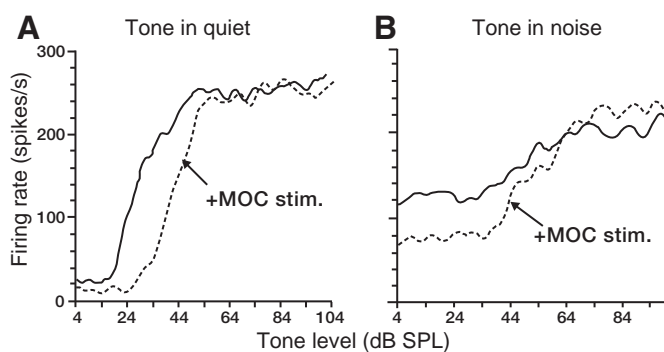 A Tone in quiet
B Tone in noise
300
200
100
0
Firing rate (spikes/s)
+MOC stim.
+MOC stim.
4 24 44 64 84 104
4 24 44 64 84
Tone level (dB SPL)